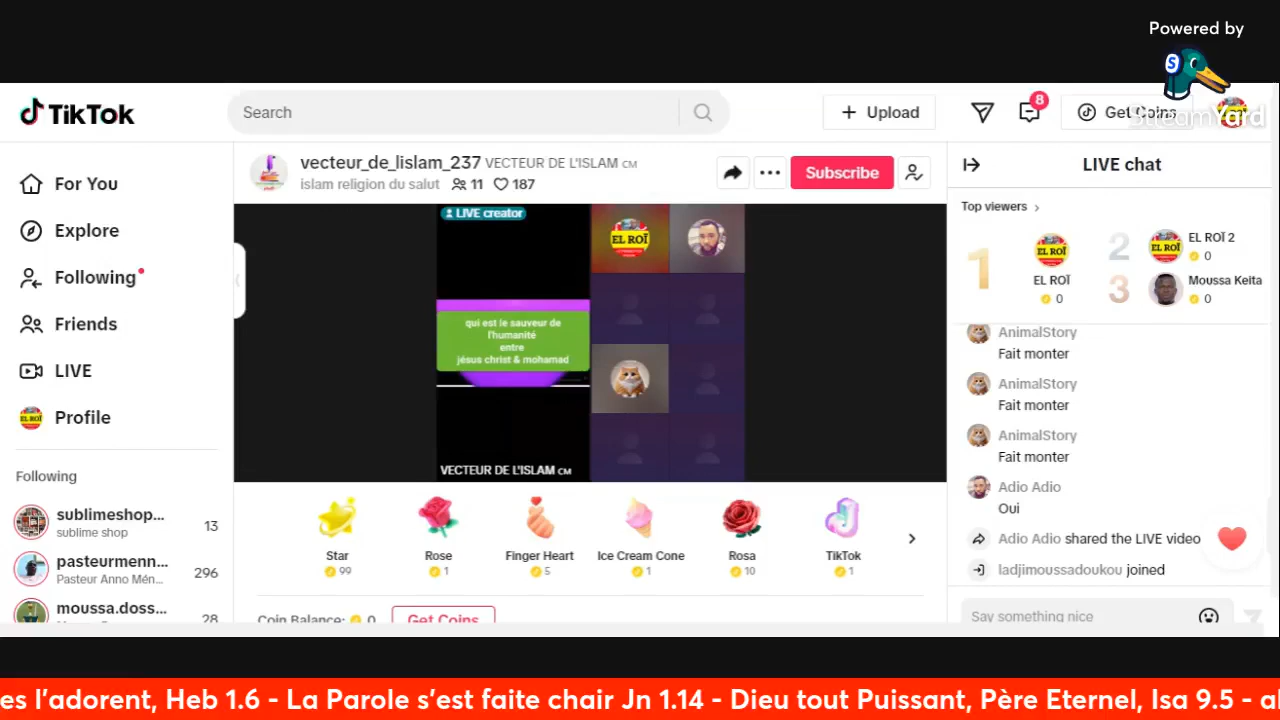 Powered by
StreamYard
TikTok
Search
Upload
8
Get Coins
For You
Explore
Following
Friends
LIVE
Profile
Following
sublimeshop...
sublime shop
13
pasteurmenn...
Pasteur Anno Mén...
296
moussa.doss...
28
vecteur_de_lislam_237 VECTEUR DE L'ISLAM CM
islam religion du salut 11 187
Subscribe
LIVE creator
EL ROÏ
qui est le sauveur de
l'humanité
entre
jésus christ & mohamad
VECTEUR DE L'ISLAM CM
Star
99
Rose
1
Finger Heart
5
Ice Cream Cone
1
Rosa
10
TikTok
1
Coin Balance: 0
Get Coins
LIVE chat
Top viewers
1
EL ROÏ
EL ROÏ
0
2
EL ROÏ
EL ROÏ 2
0
3
Moussa Keita
0
AnimalStory
Fait monter
AnimalStory
Fait monter
AnimalStory
Fait monter
Adio Adio
Oui
Adio Adio shared the LIVE video
ladjimoussadoukou joined
Say something nice
es l'adorent, Heb 1.6 - La Parole s'est faite chair Jn 1.14 - Dieu tout Puissant, Père Eternel, Isa 9.5 - al